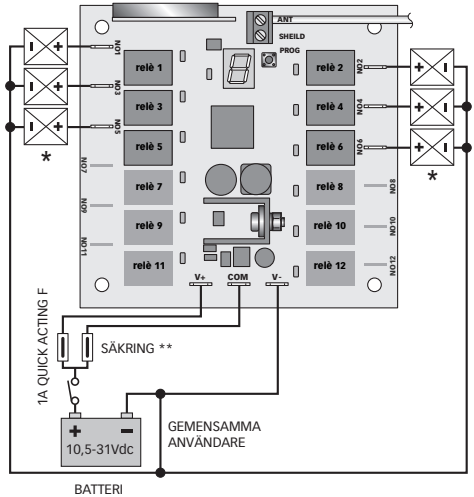 ANT
SHEILD
PROG
- +
NO1
- +
NO3
- +
NO5
*
NO7
NO9
NO11
relè 1
relè 3
relè 5
relè 7
relè 9
relè 11
8
relè 2
relè 4
relè 6
relè 8
relè 10
relè 12
NO2
- +
NO4
- +
NO6
- +
*
NO8
NO10
NO12
V+ COM V-
1A QUICK ACTING F
SÄKRING **
+ -
10,5-31Vdc
GEMENSAMMA
ANVÄNDARE
BATTERI